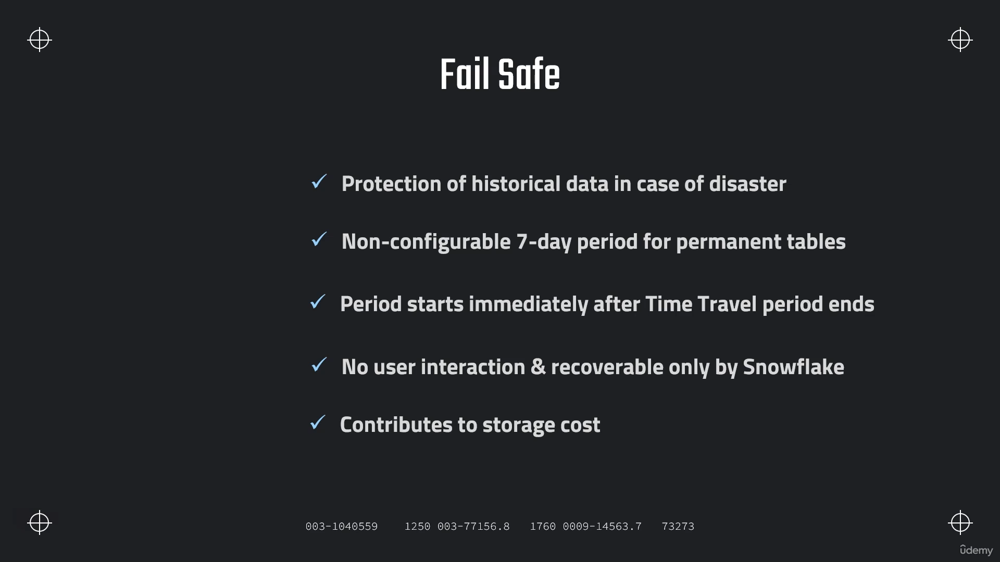 Fail Safe
✓ Protection of historical data in case of disaster
✓ Non-configurable 7-day period for permanent tables
✓ Period starts immediately after Time Travel period ends
✓ No user interaction & recoverable only by Snowflake
✓ Contributes to storage cost
003-1040559 1250 003-77156.8 1760 0009-14563.7 73273
ûdemy